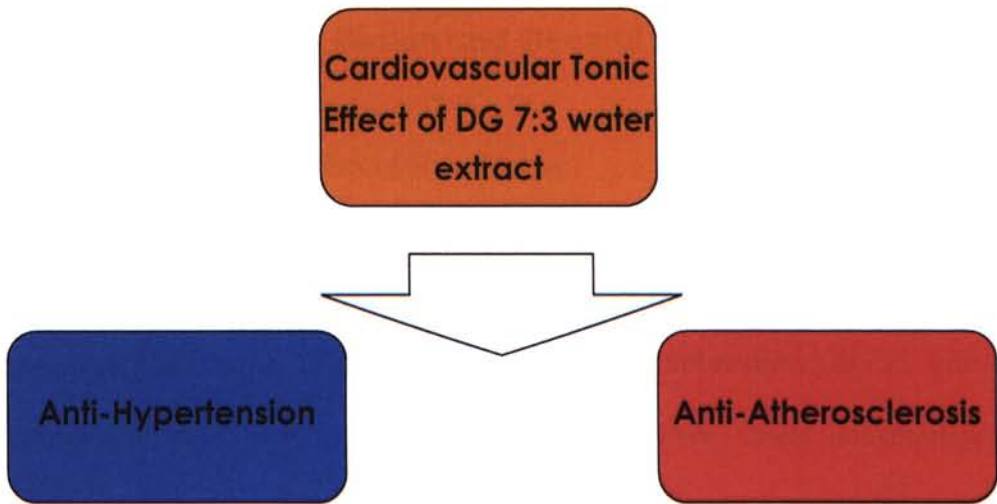 Cardiovascular Tonic
Effect of DG 7:3 water
extract
Anti-Hypertension
Anti-Atherosclerosis